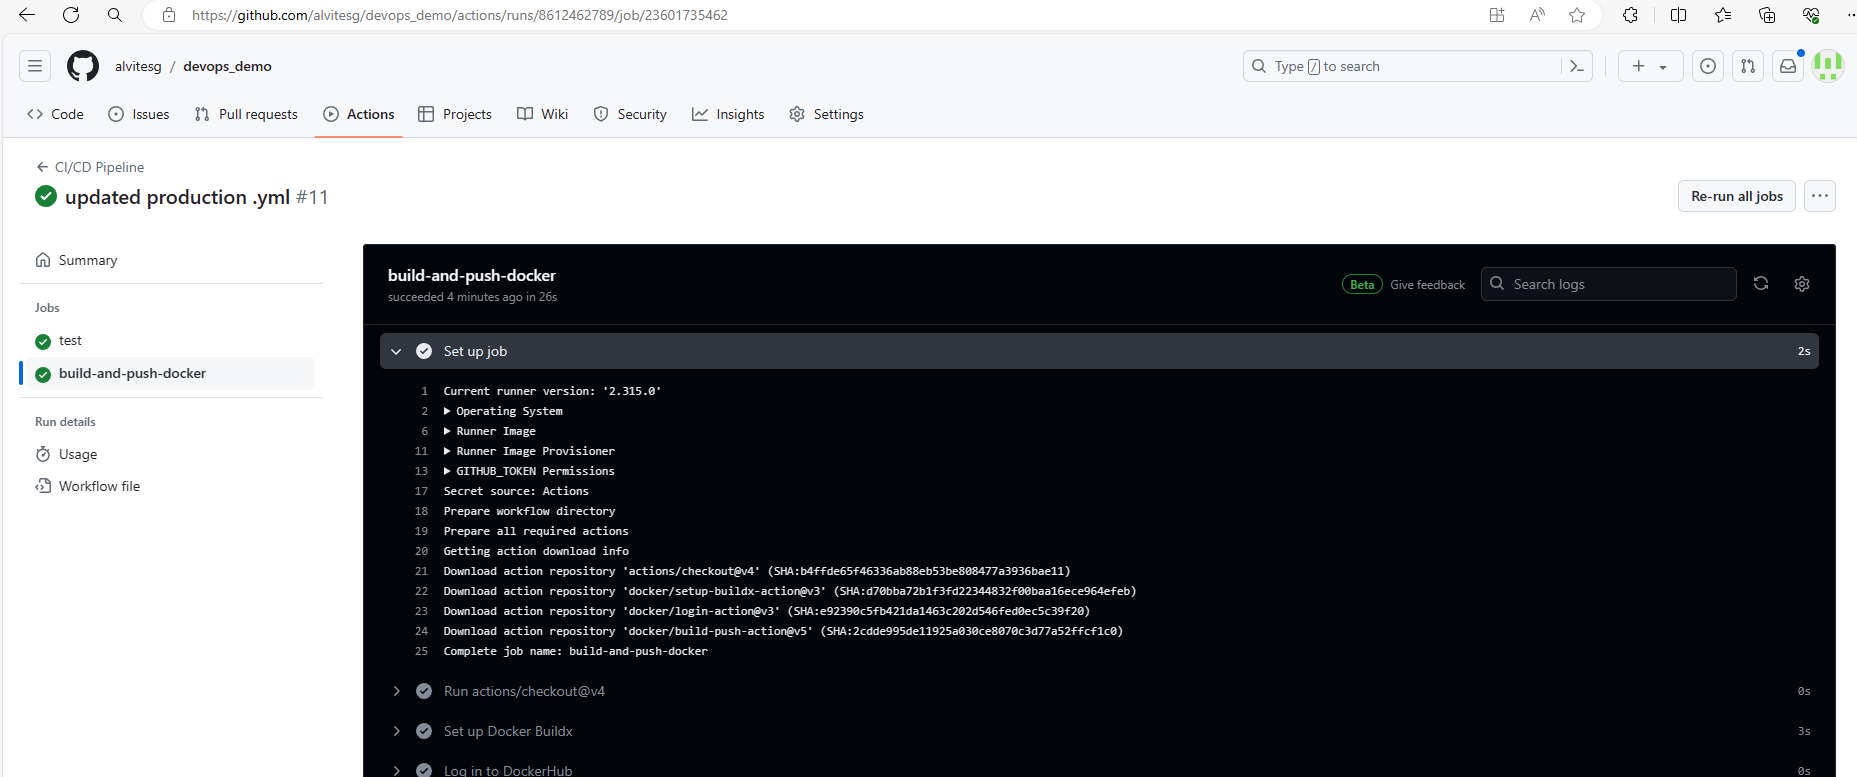 https://github.com/alvitesg/devops_demo/actions/runs/8612462789/job/23601735462
alvitesg / devops_demo
Type / to search
Code Issues Pull requests Actions Projects Wiki Security Insights Settings
CI/CD Pipeline
updated production .yml #11
Re-run all jobs
Summary
Jobs
test
build-and-push-docker
Run details
Usage
Workflow file
build-and-push-docker
succeeded 4 minutes ago in 26s
Beta Give feedback
Search logs
Set up job 2s
1 Current runner version: '2.315.0'
2 Operating System
6 Runner Image
11 Runner Image Provisioner
13 GITHUB_TOKEN Permissions
17 Secret source: Actions
18 Prepare workflow directory
19 Prepare all required actions
20 Getting action download info
21 Download action repository 'actions/checkout@v4' (SHA:b4ffde65f46336ab88eb53be808477a3936bae11)
22 Download action repository 'docker/setup-buildx-action@v3' (SHA:d70bba72b1f3fd22344832f00baa16ece964efeb)
23 Download action repository 'docker/login-action@v3' (SHA:e92390c5fb421da1463c202d546fed0ec5c39f20)
24 Download action repository 'docker/build-push-action@v5' (SHA:2cdde995de11925a030ce8070c3d77a52ffcf1c0)
25 Complete job name: build-and-push-docker
Run actions/checkout@v4 0s
Set up Docker Buildx 3s
Log in to DockerHub 0s